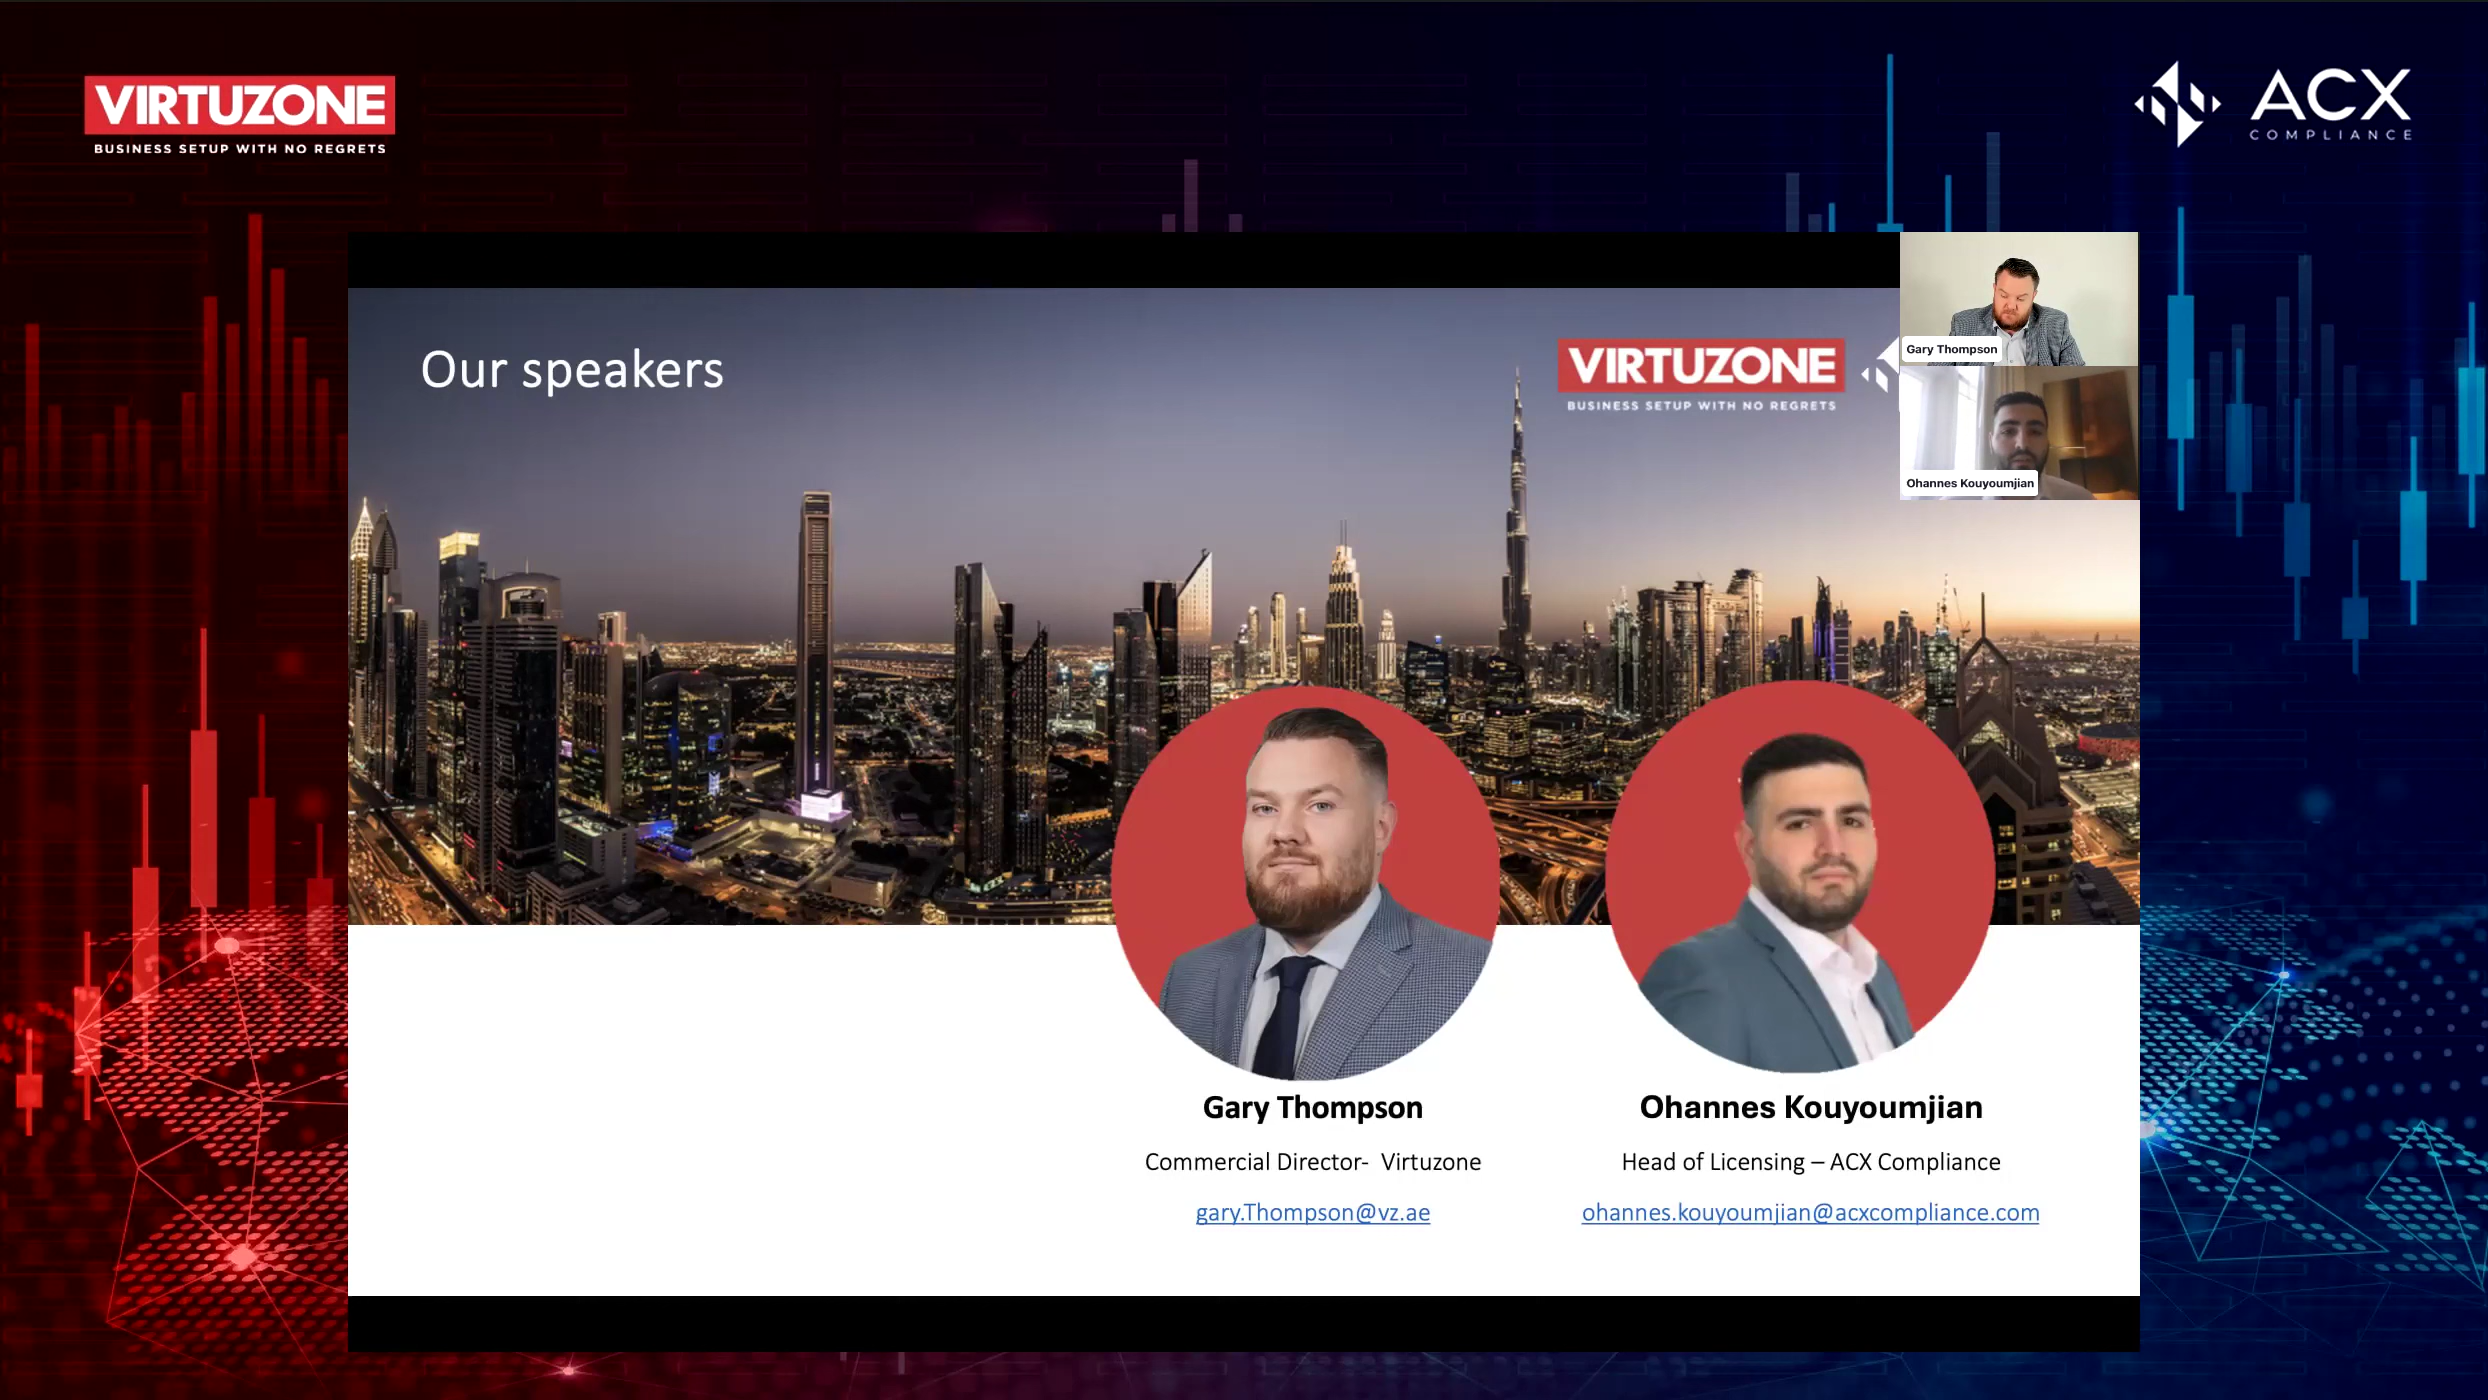 VIRTUZONE
BUSINESS SETUP WITH NO REGRETS
ACX
COMPLIANCE
Our speakers
VIRTUZONE
BUSINESS SETUP WITH NO REGRETS
Gary Thompson
Ohannes Kouyoumjian
Gary Thompson
Commercial Director-  Virtuzone
gary.Thompson@vz.ae
Ohannes Kouyoumjian
Head of Licensing – ACX Compliance
ohannes.kouyoumjian@acxcompliance.com